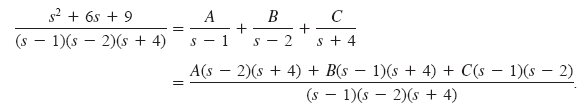 (s² + 6s + 9)/((s − 1)(s − 2)(s + 4)) = A/(s − 1) + B/(s − 2) + C/(s + 4)
= (A(s − 2)(s + 4) + B(s − 1)(s + 4) + C(s − 1)(s − 2))/((s − 1)(s − 2)(s + 4)).